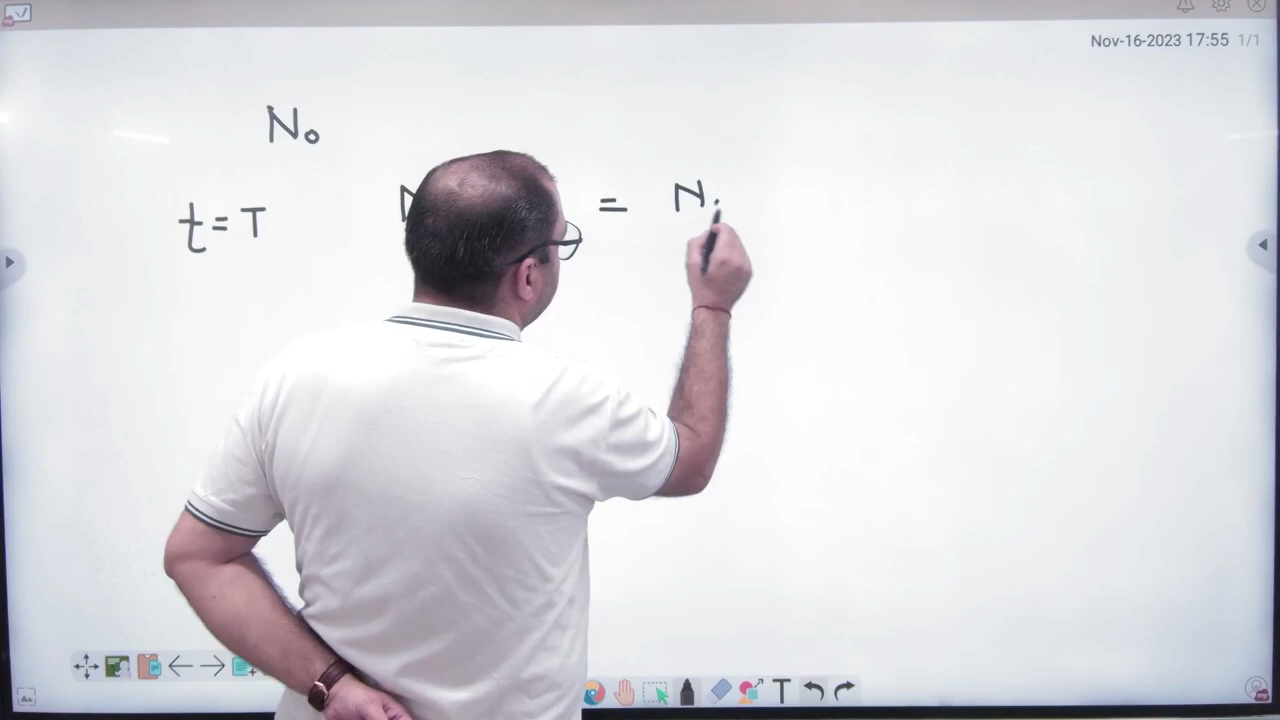 Nov-16-2023 17:55 1/1
N₀
t = T
= N
T